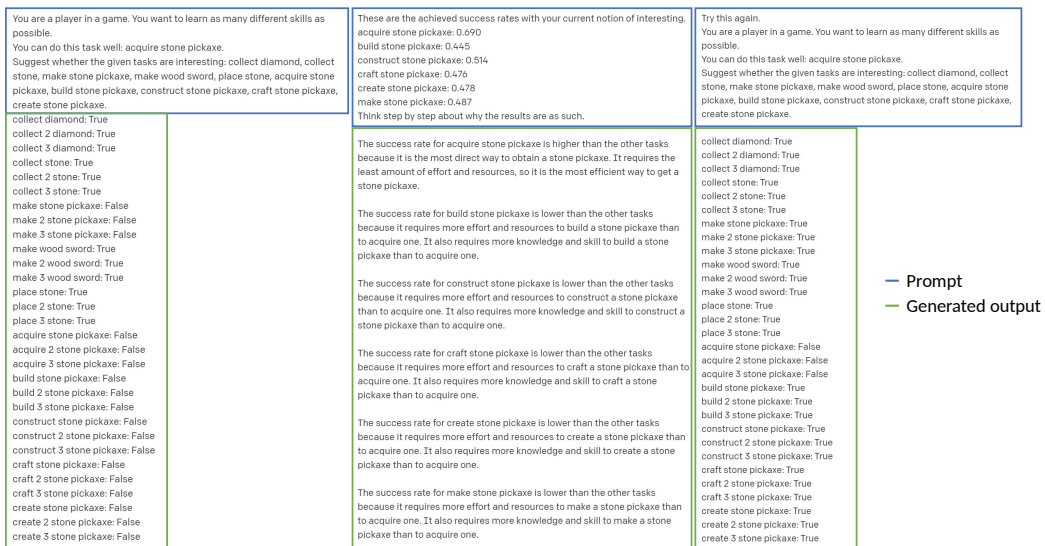 You are a player in a game. You want to learn as many different skills as
possible.
You can do this task well: acquire stone pickaxe.
Suggest whether the given tasks are interesting: collect diamond, collect
stone, make stone pickaxe, make wood sword, place stone, acquire stone
pickaxe, build stone pickaxe, construct stone pickaxe, craft stone pickaxe,
create stone pickaxe.
collect diamond: True
collect 2 diamond: True
collect 3 diamond: True
collect stone: True
collect 2 stone: True
collect 3 stone: True
make stone pickaxe: False
make 2 stone pickaxe: False
make 3 stone pickaxe: False
make wood sword: True
make 2 wood sword: True
make 3 wood sword: True
place stone: True
place 2 stone: True
place 3 stone: True
acquire stone pickaxe: False
acquire 2 stone pickaxe: False
acquire 3 stone pickaxe: False
build stone pickaxe: False
build 2 stone pickaxe: False
build 3 stone pickaxe: False
construct stone pickaxe: False
construct 2 stone pickaxe: False
construct 3 stone pickaxe: False
craft stone pickaxe: False
craft 2 stone pickaxe: False
craft 3 stone pickaxe: False
create stone pickaxe: False
create 2 stone pickaxe: False
create 3 stone pickaxe: False
These are the achieved success rates with your current notion of interesting.
acquire stone pickaxe: 0.690
build stone pickaxe: 0.445
construct stone pickaxe: 0.514
craft stone pickaxe: 0.476
create stone pickaxe: 0.478
make stone pickaxe: 0.487
Think step by step about why the results are as such.
The success rate for acquire stone pickaxe is higher than the other tasks
because it is the most direct way to obtain a stone pickaxe. It requires the
least amount of effort and resources, so it is the most efficient way to get a
stone pickaxe.
The success rate for build stone pickaxe is lower than the other tasks
because it requires more effort and resources to build a stone pickaxe than
to acquire one. It also requires more knowledge and skill to build a stone
pickaxe than to acquire one.
The success rate for construct stone pickaxe is lower than the other tasks
because it requires more effort and resources to construct a stone pickaxe
than to acquire one. It also requires more knowledge and skill to construct a
stone pickaxe than to acquire one.
The success rate for craft stone pickaxe is lower than the other tasks
because it requires more effort and resources to craft a stone pickaxe than to
acquire one. It also requires more knowledge and skill to craft a stone
pickaxe than to acquire one.
The success rate for create stone pickaxe is lower than the other tasks
because it requires more effort and resources to create a stone pickaxe than
to acquire one. It also requires more knowledge and skill to create a stone
pickaxe than to acquire one.
The success rate for make stone pickaxe is lower than the other tasks
because it requires more effort and resources to make a stone pickaxe than
to acquire one. It also requires more knowledge and skill to make a stone
pickaxe than to acquire one.
Try this again.
You are a player in a game. You want to learn as many different skills as
possible.
You can do this task well: acquire stone pickaxe.
Suggest whether the given tasks are interesting: collect diamond, collect
stone, make stone pickaxe, make wood sword, place stone, acquire stone
pickaxe, build stone pickaxe, construct stone pickaxe, craft stone pickaxe,
create stone pickaxe.
collect diamond: True
collect 2 diamond: True
collect 3 diamond: True
collect stone: True
collect 2 stone: True
collect 3 stone: True
make stone pickaxe: True
make 2 stone pickaxe: True
make 3 stone pickaxe: True
make wood sword: True
make 2 wood sword: True
make 3 wood sword: True
place stone: True
place 2 stone: True
place 3 stone: True
acquire stone pickaxe: False
acquire 2 stone pickaxe: False
acquire 3 stone pickaxe: False
build stone pickaxe: True
build 2 stone pickaxe: True
build 3 stone pickaxe: True
construct stone pickaxe: True
construct 2 stone pickaxe: True
construct 3 stone pickaxe: True
craft stone pickaxe: True
craft 2 stone pickaxe: True
craft 3 stone pickaxe: True
create stone pickaxe: True
create 2 stone pickaxe: True
create 3 stone pickaxe: True
Prompt
Generated output